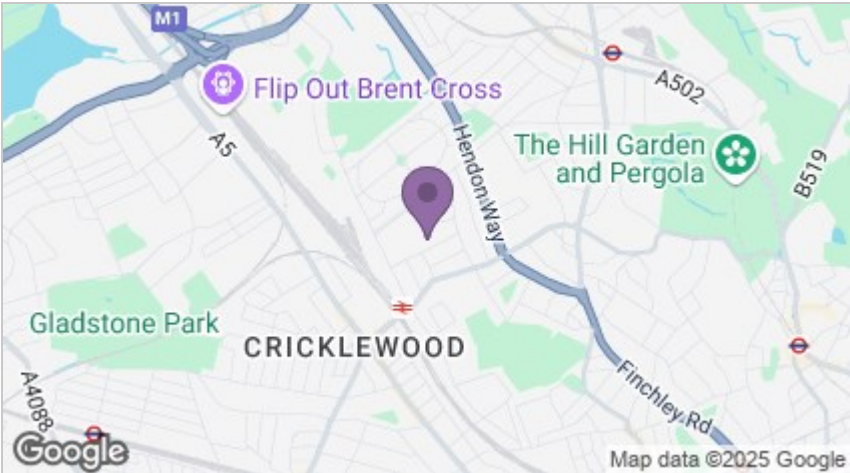 M1
Flip Out Brent Cross
A502
A5
Hendon Way
The Hill Garden
and Pergola
B519
Gladstone Park
CRICKLEWOOD
A4088
Finchley Rd
Google
Map data ©2025 Google